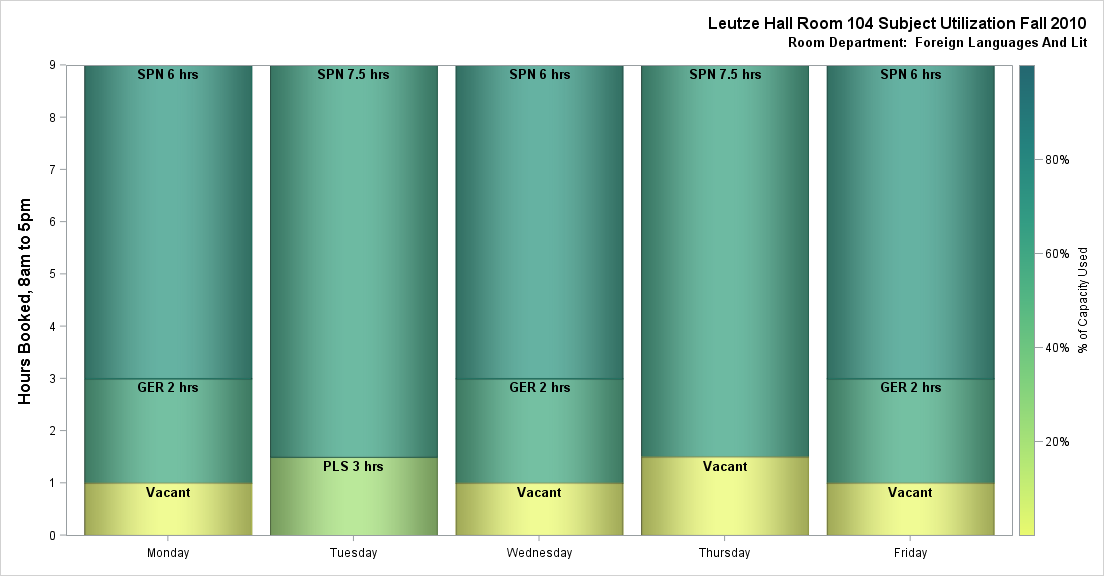 Leutze Hall Room 104 Subject Utilization Fall 2010
Room Department: Foreign Languages And Lit
Hours Booked, 8am to 5pm
9
8
7
6
5
4
3
2
1
0
SPN 6 hrs
GER 2 hrs
Vacant
Monday
SPN 7.5 hrs
PLS 3 hrs
Tuesday
SPN 6 hrs
GER 2 hrs
Vacant
Wednesday
SPN 7.5 hrs
Vacant
Thursday
SPN 6 hrs
GER 2 hrs
Vacant
Friday
80%
60%
40%
20%
% of Capacity Used